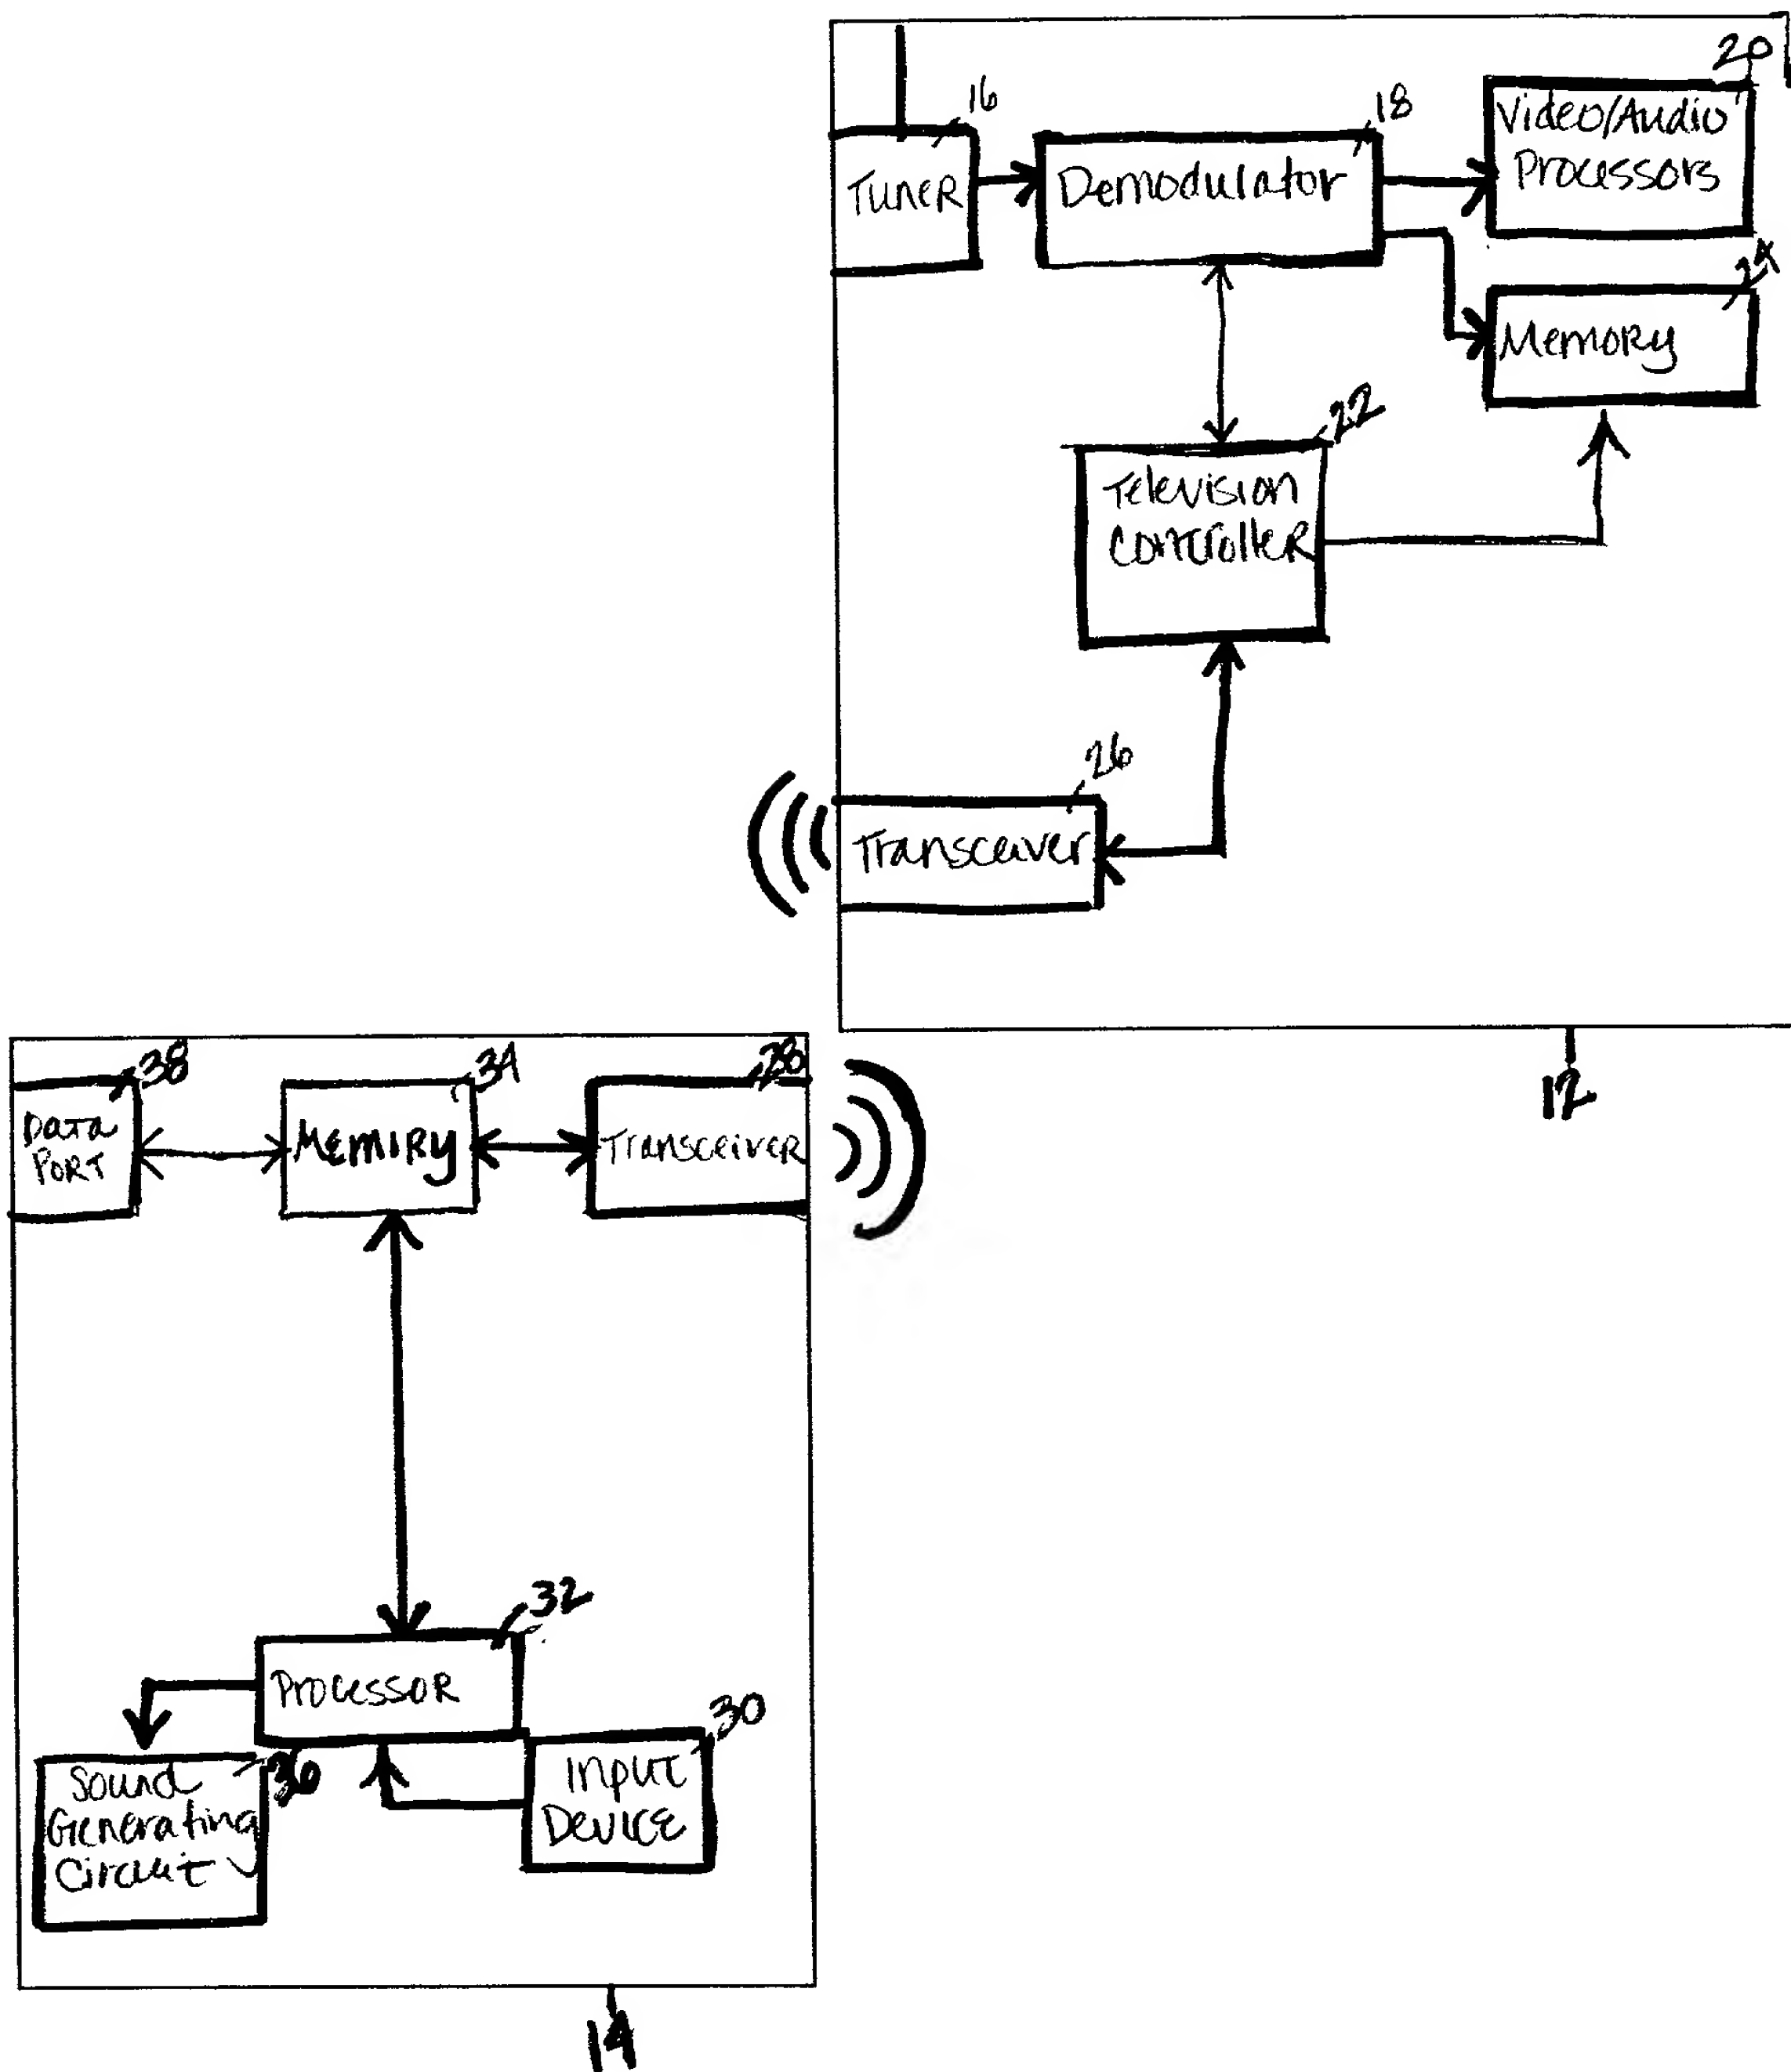 20
16
18
Video/Audio
Processors
Tuner
Demodulator
24
Memory
22
Television
Controller
26
Transceiver
12
38
34
28
Data
Port
MEMIRY
Transceiver
32
Processor
30
36
Sound
Generating
Circuit
Input
Device
14